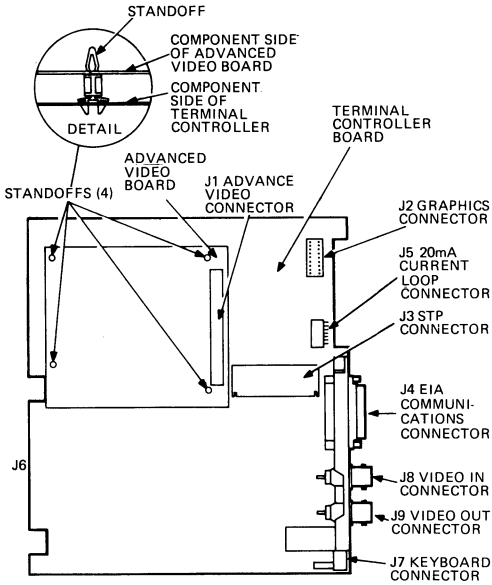 STANDOFF
COMPONENT SIDE
OF ADVANCED
VIDEO BOARD
COMPONENT
SIDE OF
TERMINAL
CONTROLLER
DETAIL
TERMINAL
CONTROLLER
BOARD
ADVANCED
VIDEO
BOARD
STANDOFFS (4)
J1 ADVANCE
VIDEO
CONNECTOR
J2 GRAPHICS
CONNECTOR
J5 20mA
CURRENT
LOOP
CONNECTOR
J3 STP
CONNECTOR
J4 EIA
COMMUNI-
CATIONS
CONNECTOR
J6
J8 VIDEO IN
CONNECTOR
J9 VIDEO OUT
CONNECTOR
J7 KEYBOARD
CONNECTOR